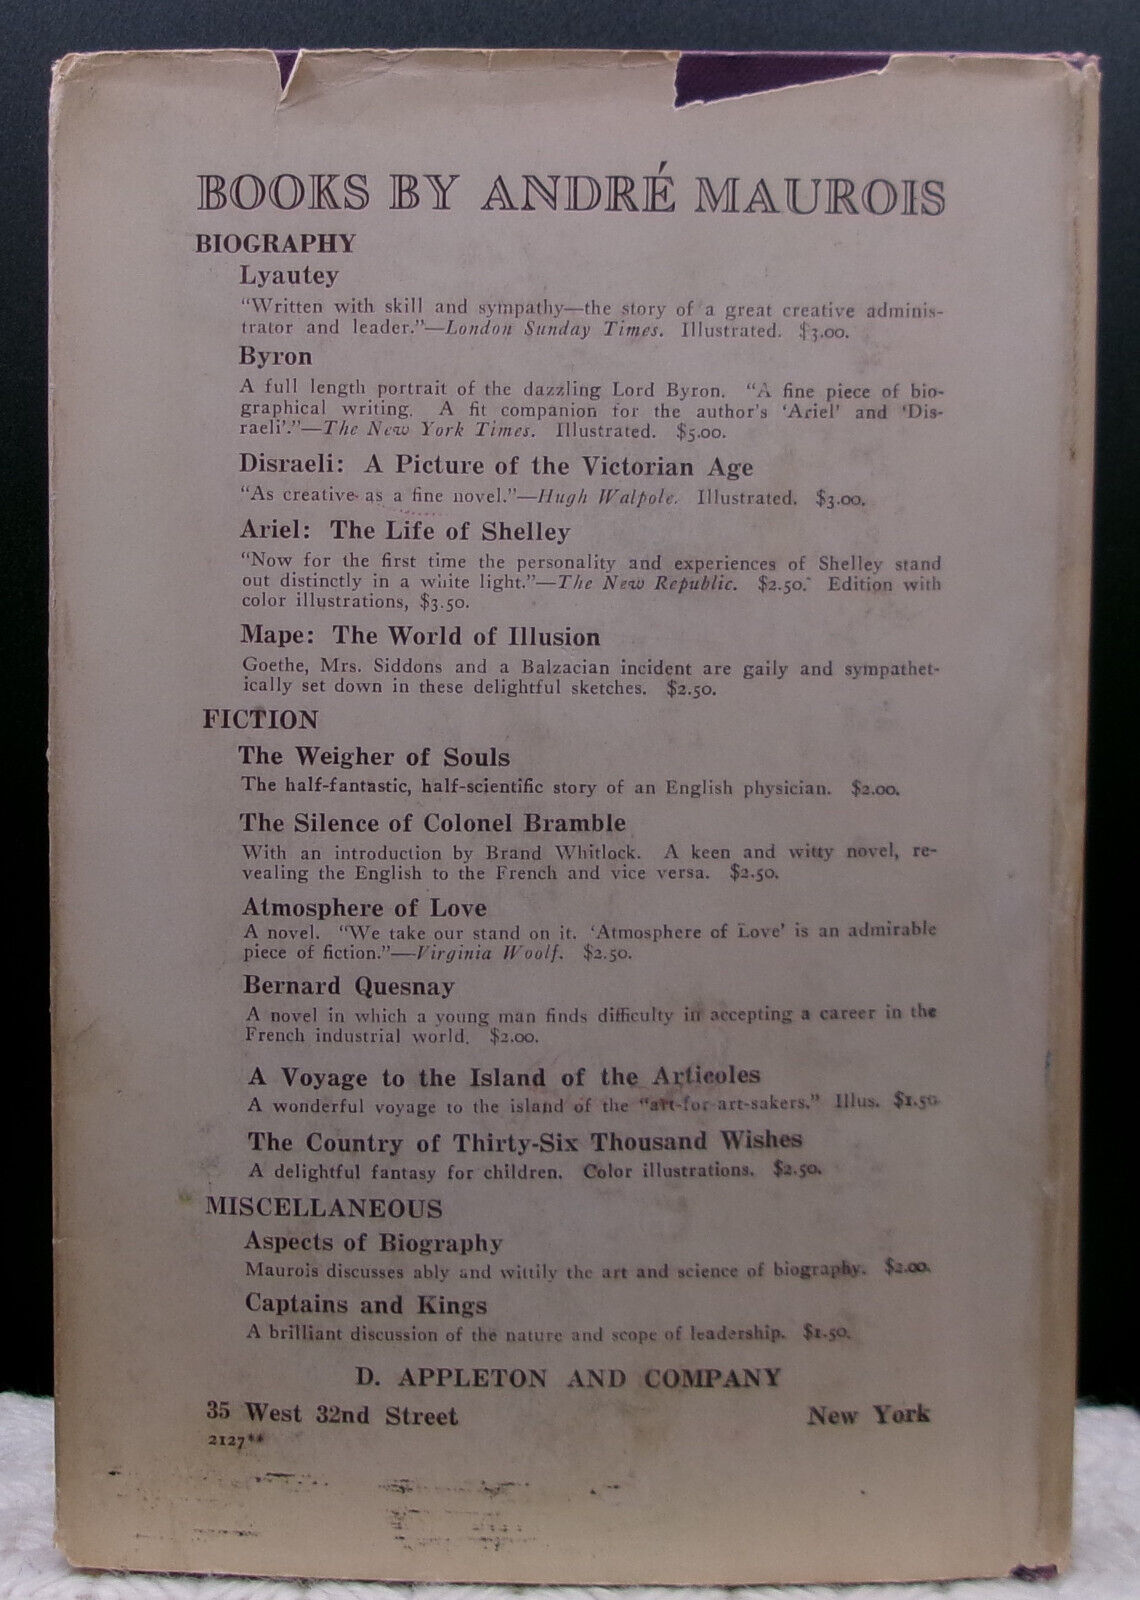 BOOKS BY ANDRÉ MAUROIS
BIOGRAPHY
Lyautey
"Written with skill and sympathy—the story of a great creative adminis-
trator and leader."—London Sunday Times. Illustrated. $3.00.
Byron
A full length portrait of the dazzling Lord Byron. "A fine piece of bio-
graphical writing. A fit companion for the author's 'Ariel' and 'Dis-
raeli'."—The New York Times. Illustrated. $5.00.
Disraeli: A Picture of the Victorian Age
"As creative as a fine novel."—Hugh Walpole. Illustrated. $3.00.
Ariel: The Life of Shelley
"Now for the first time the personality and experiences of Shelley stand
out distinctly in a white light."—The New Republic. $2.50. Edition with
color illustrations, $3.50.
Mape: The World of Illusion
Goethe, Mrs. Siddons and a Balzacian incident are gaily and sympathet-
ically set down in these delightful sketches. $2.50.
FICTION
The Weigher of Souls
The half-fantastic, half-scientific story of an English physician. $2.00.
The Silence of Colonel Bramble
With an introduction by Brand Whitlock. A keen and witty novel, re-
vealing the English to the French and vice versa. $2.50.
Atmosphere of Love
A novel. "We take our stand on it. 'Atmosphere of Love' is an admirable
piece of fiction."—Virginia Woolf. $2.50.
Bernard Quesnay
A novel in which a young man finds difficulty in accepting a career in the
French industrial world. $2.00.
A Voyage to the Island of the Articoles
A wonderful voyage to the island of the "art-for art-sakers." Illus. $1.50
The Country of Thirty-Six Thousand Wishes
A delightful fantasy for children. Color illustrations. $2.50.
MISCELLANEOUS
Aspects of Biography
Maurois discusses ably and wittily the art and science of biography. $2.00.
Captains and Kings
A brilliant discussion of the nature and scope of leadership. $1.50.
D. APPLETON AND COMPANY
35 West 32nd Street New York
2127**